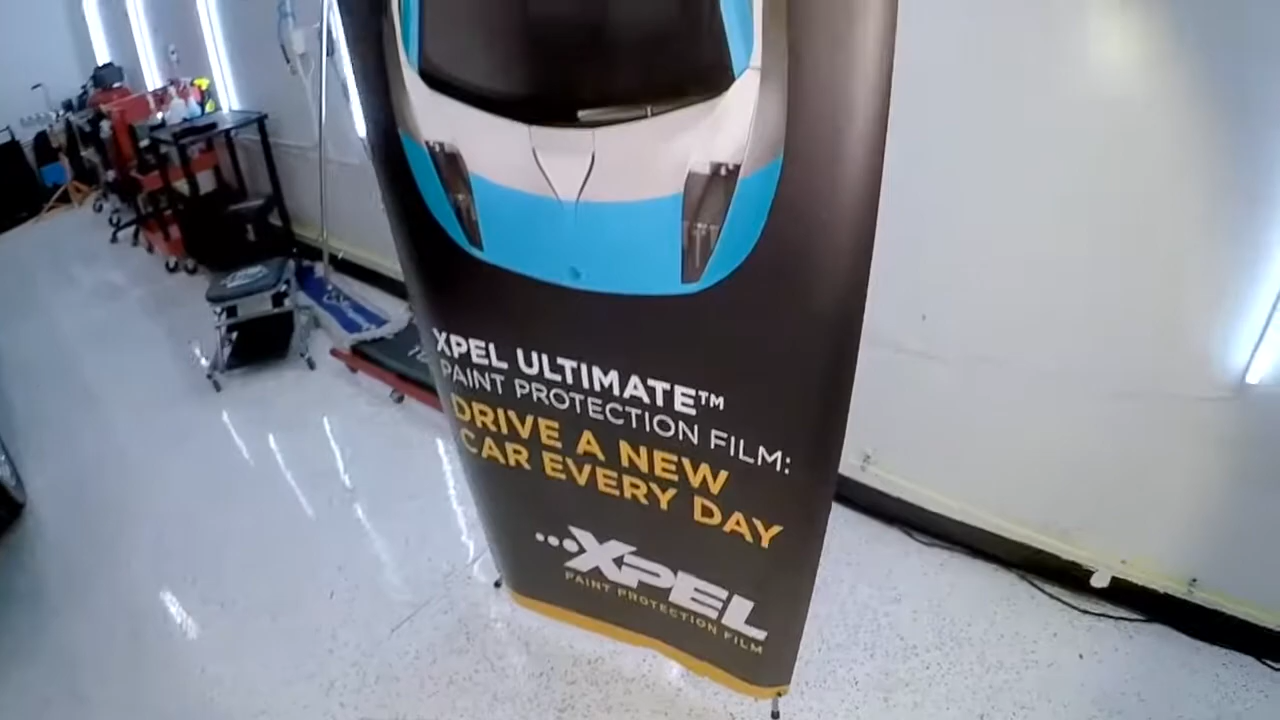 XPEL ULTIMATE™
PAINT PROTECTION FILM:
DRIVE A NEW
CAR EVERY DAY
XPEL
PAINT PROTECTION FILM